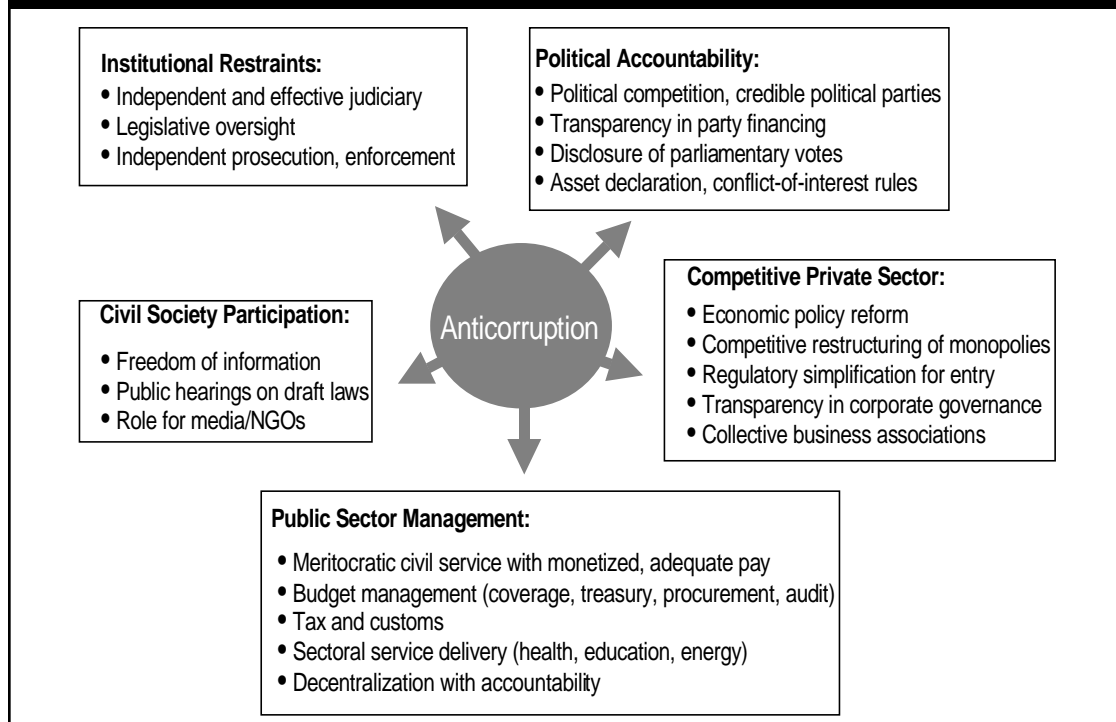 Institutional Restraints:
• Independent and effective judiciary
• Legislative oversight
• Independent prosecution, enforcement
Political Accountability:
• Political competition, credible political parties
• Transparency in party financing
• Disclosure of parliamentary votes
• Asset declaration, conflict-of-interest rules
Civil Society Participation:
• Freedom of information
• Public hearings on draft laws
• Role for media/NGOs
Anticorruption
Competitive Private Sector:
• Economic policy reform
• Competitive restructuring of monopolies
• Regulatory simplification for entry
• Transparency in corporate governance
• Collective business associations
Public Sector Management:
• Meritocratic civil service with monetized, adequate pay
• Budget management (coverage, treasury, procurement, audit)
• Tax and customs
• Sectoral service delivery (health, education, energy)
• Decentralization with accountability